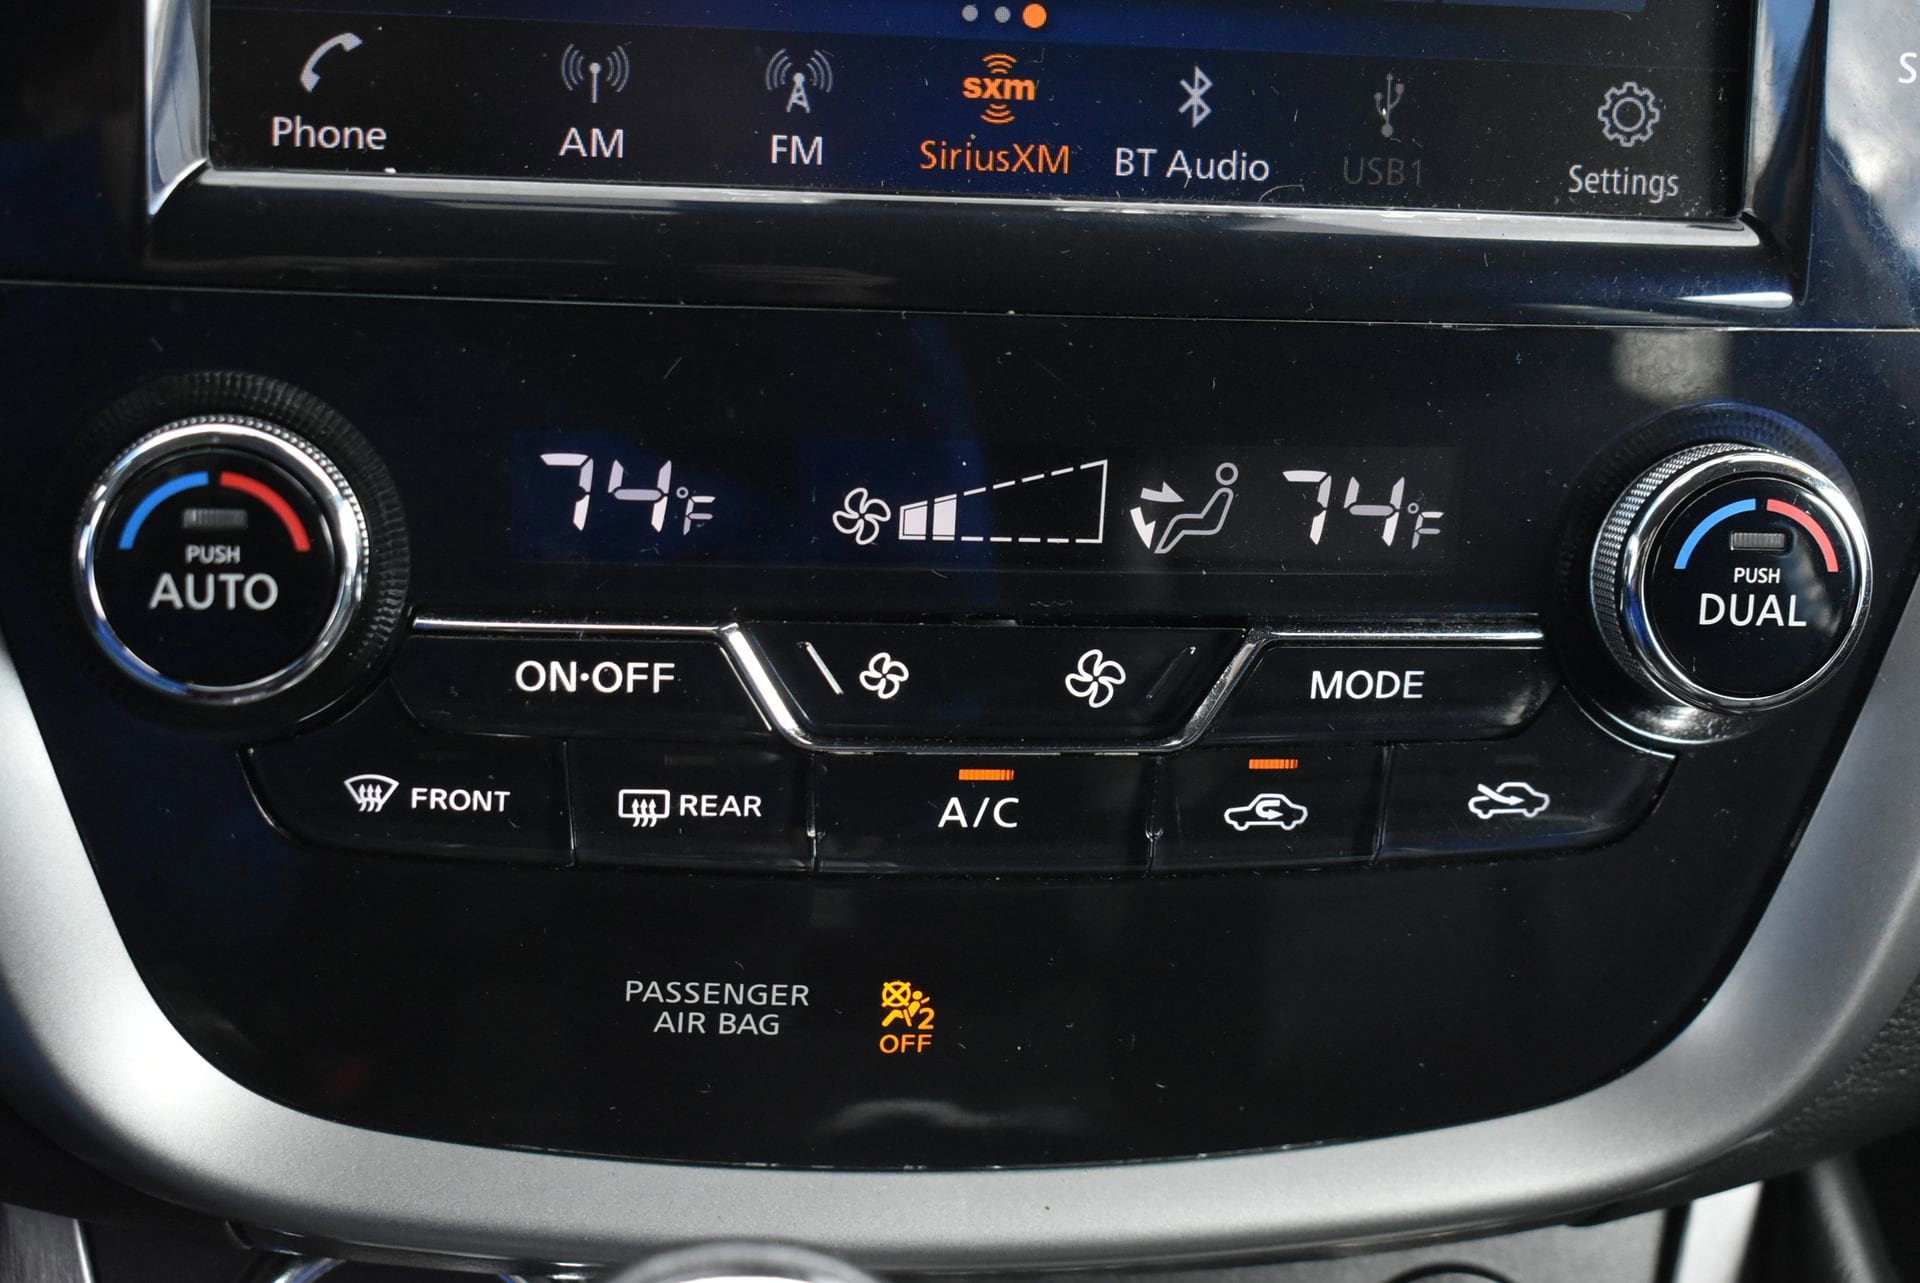 sxm
Phone
AM
FM
SiriusXM
BT Audio
USB1
Settings
74°F
74°F
PUSH
AUTO
PUSH
DUAL
ON·OFF
MODE
FRONT
REAR
A/C
PASSENGER
AIR BAG
2
OFF